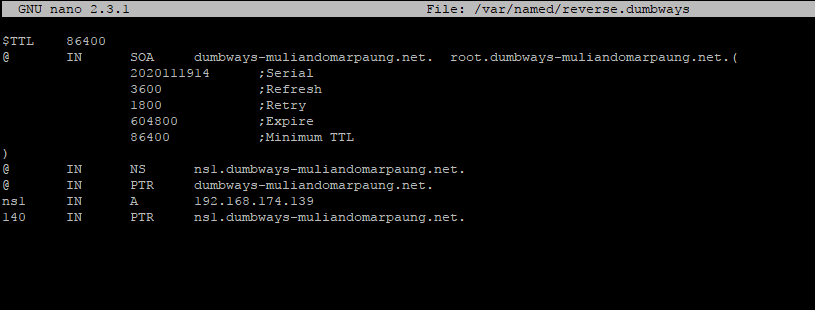 GNU nano 2.3.1 File: /var/named/reverse.dumbways
$TTL 86400
@ IN SOA dumbways-muliandomarpaung.net. root.dumbways-muliandomarpaung.net.(
2020111914 ;Serial
3600 ;Refresh
1800 ;Retry
604800 ;Expire
86400 ;Minimum TTL
)
@ IN NS ns1.dumbways-muliandomarpaung.net.
@ IN PTR dumbways-muliandomarpaung.net.
ns1 IN A 192.168.174.139
140 IN PTR ns1.dumbways-muliandomarpaung.net.